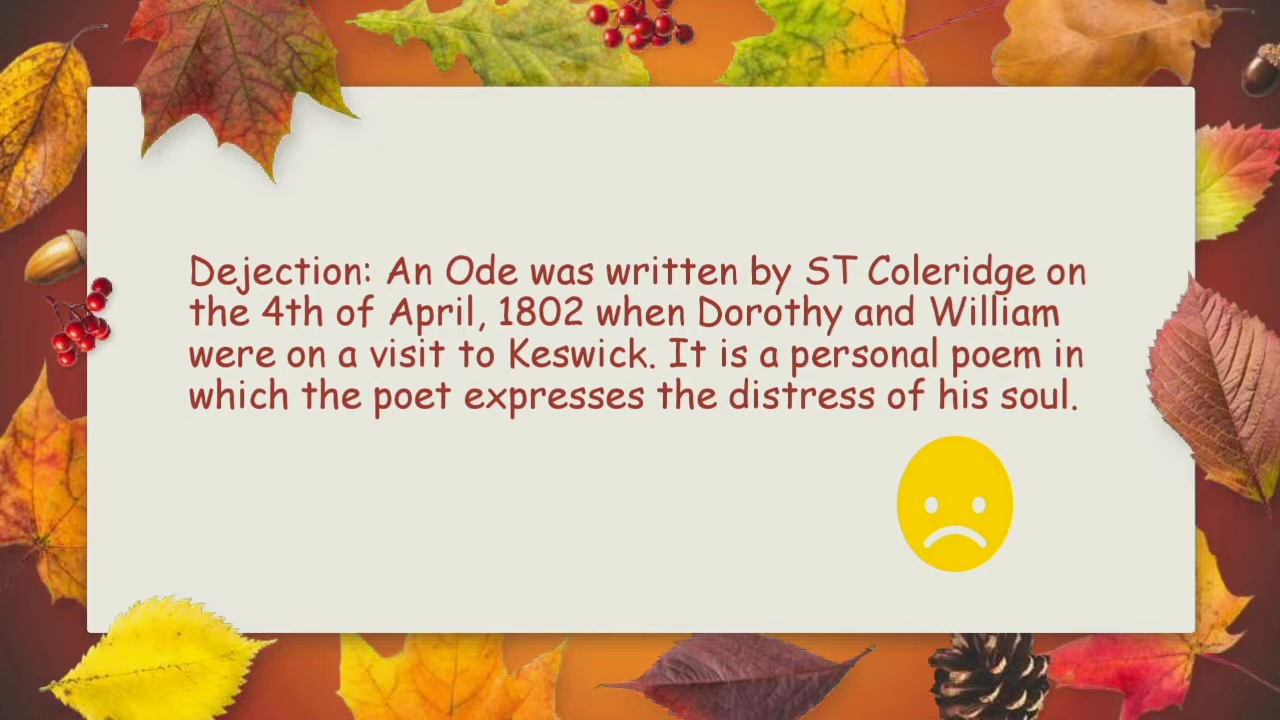 Dejection: An Ode was written by ST Coleridge on
the 4th of April, 1802 when Dorothy and William
were on a visit to Keswick. It is a personal poem in
which the poet expresses the distress of his soul.